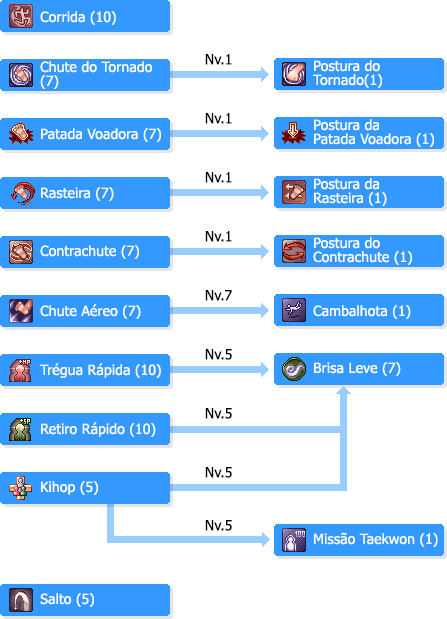 Corrida (10)
Chute do Tornado
(7)
Nv.1
Postura do
Tornado(1)
Patada Voadora (7)
Nv.1
Postura da
Patada Voadora (1)
Rasteira (7)
Nv.1
Postura da
Rasteira (1)
Contrachute (7)
Nv.1
Postura do
Contrachute (1)
Chute Aéreo (7)
Nv.7
Cambalhota (1)
+HP
Trégua Rápida (10)
Nv.5
Brisa Leve (7)
+SP
Retiro Rápido (10)
Nv.5
Kihop (5)
Nv.5
Nv.5
100
Missão Taekwon (1)
Salto (5)